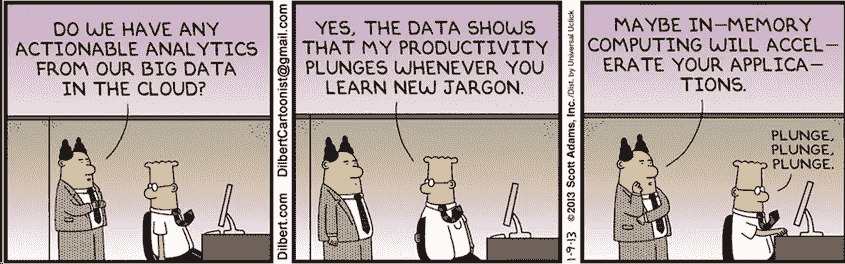 DO WE HAVE ANY
ACTIONABLE ANALYTICS
FROM OUR BIG DATA
IN THE CLOUD?
DilbertCartoonist@gmail.com
Dilbert.com
YES, THE DATA SHOWS
THAT MY PRODUCTIVITY
PLUNGES WHENEVER YOU
LEARN NEW JARGON.
1-9-13 © 2013 Scott Adams, Inc. /Dist. by Universal Uclick
MAYBE IN-MEMORY
COMPUTING WILL ACCEL-
ERATE YOUR APPLICA-
TIONS.
PLUNGE,
PLUNGE,
PLUNGE.